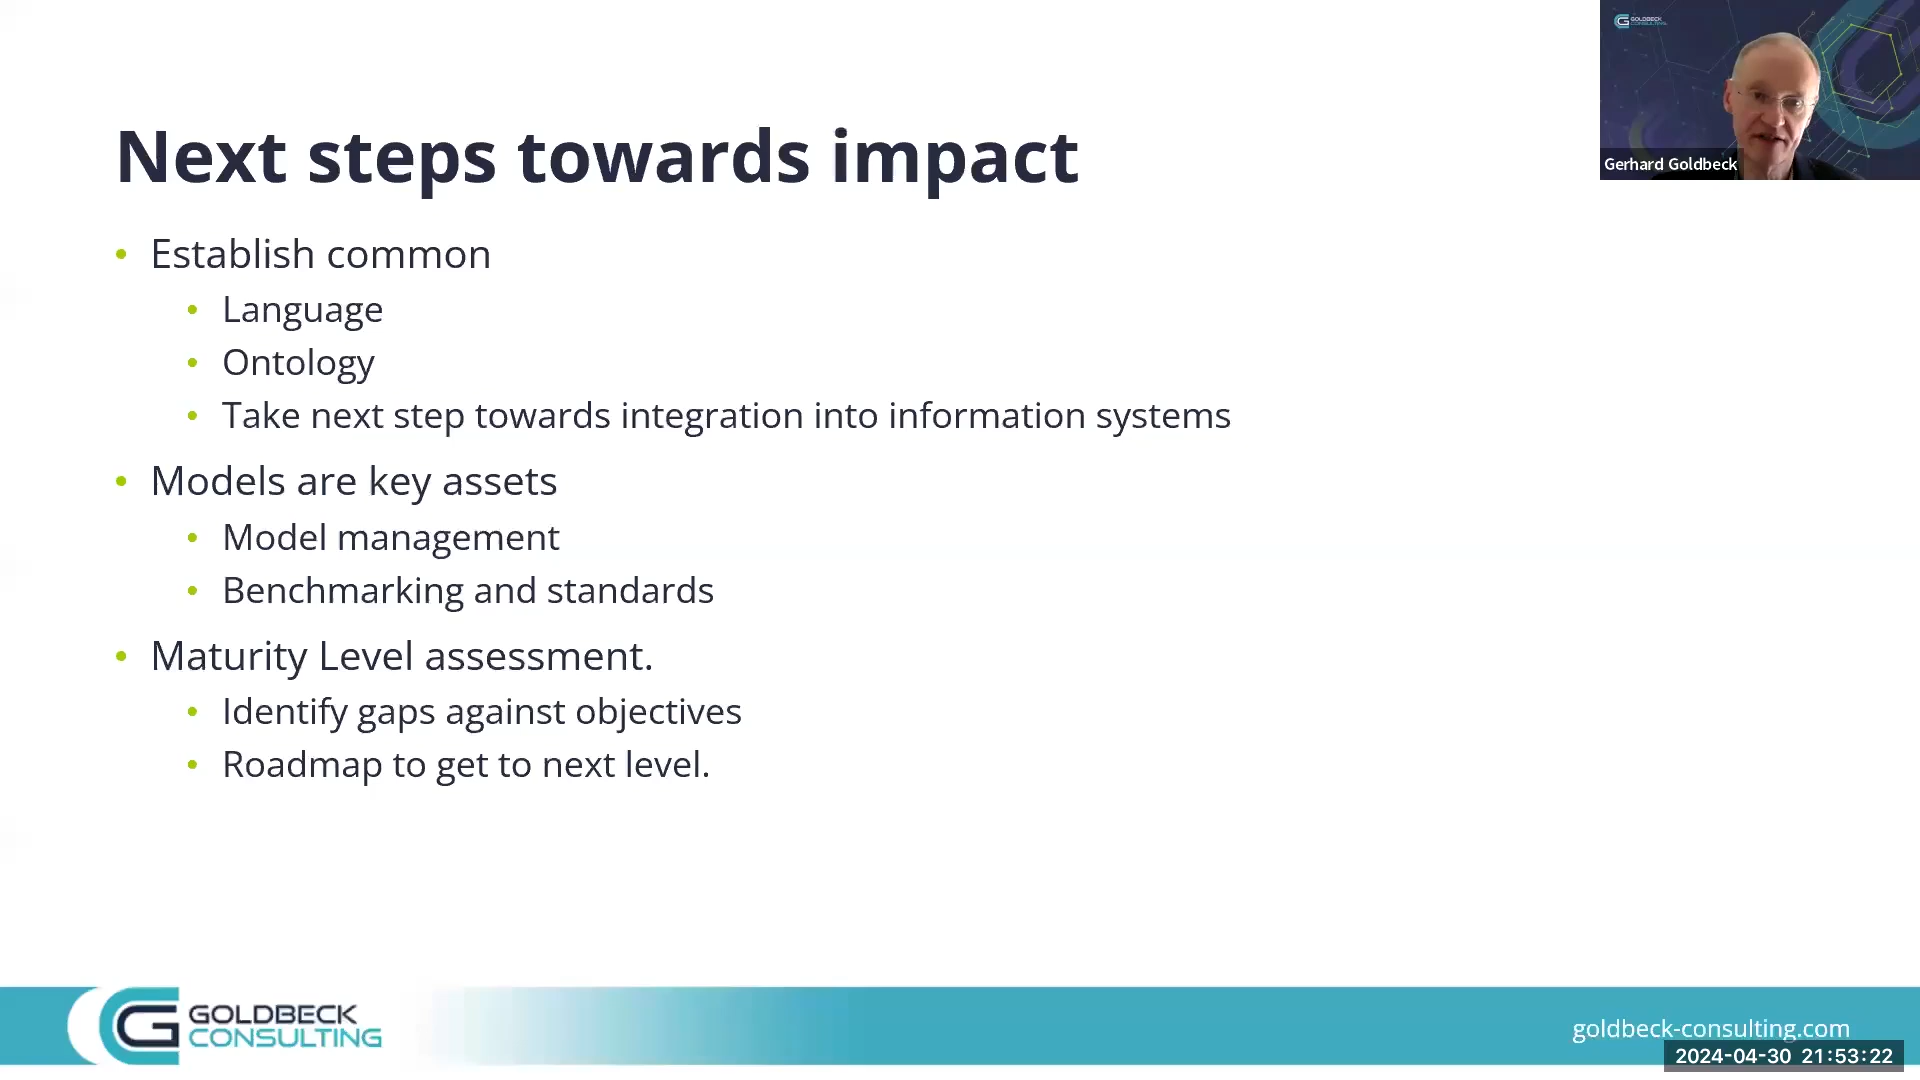 GOLDBECK
CONSULTING
Gerhard Goldbeck
Next steps towards impact
• Establish common
• Language
• Ontology
• Take next step towards integration into information systems
• Models are key assets
• Model management
• Benchmarking and standards
• Maturity Level assessment.
• Identify gaps against objectives
• Roadmap to get to next level.
GOLDBECK
CONSULTING
goldbeck-consulting.com
2024-04-30 21:53:22